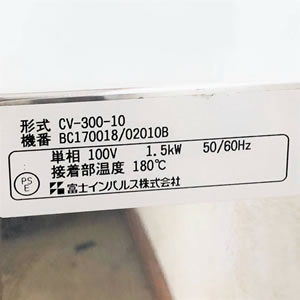 形式 CV-300-10
機番 BC170018/02010B
単相 100V 1.5kW 50/60Hz
接着部温度 180℃
PS
E
富士インパルス株式会社